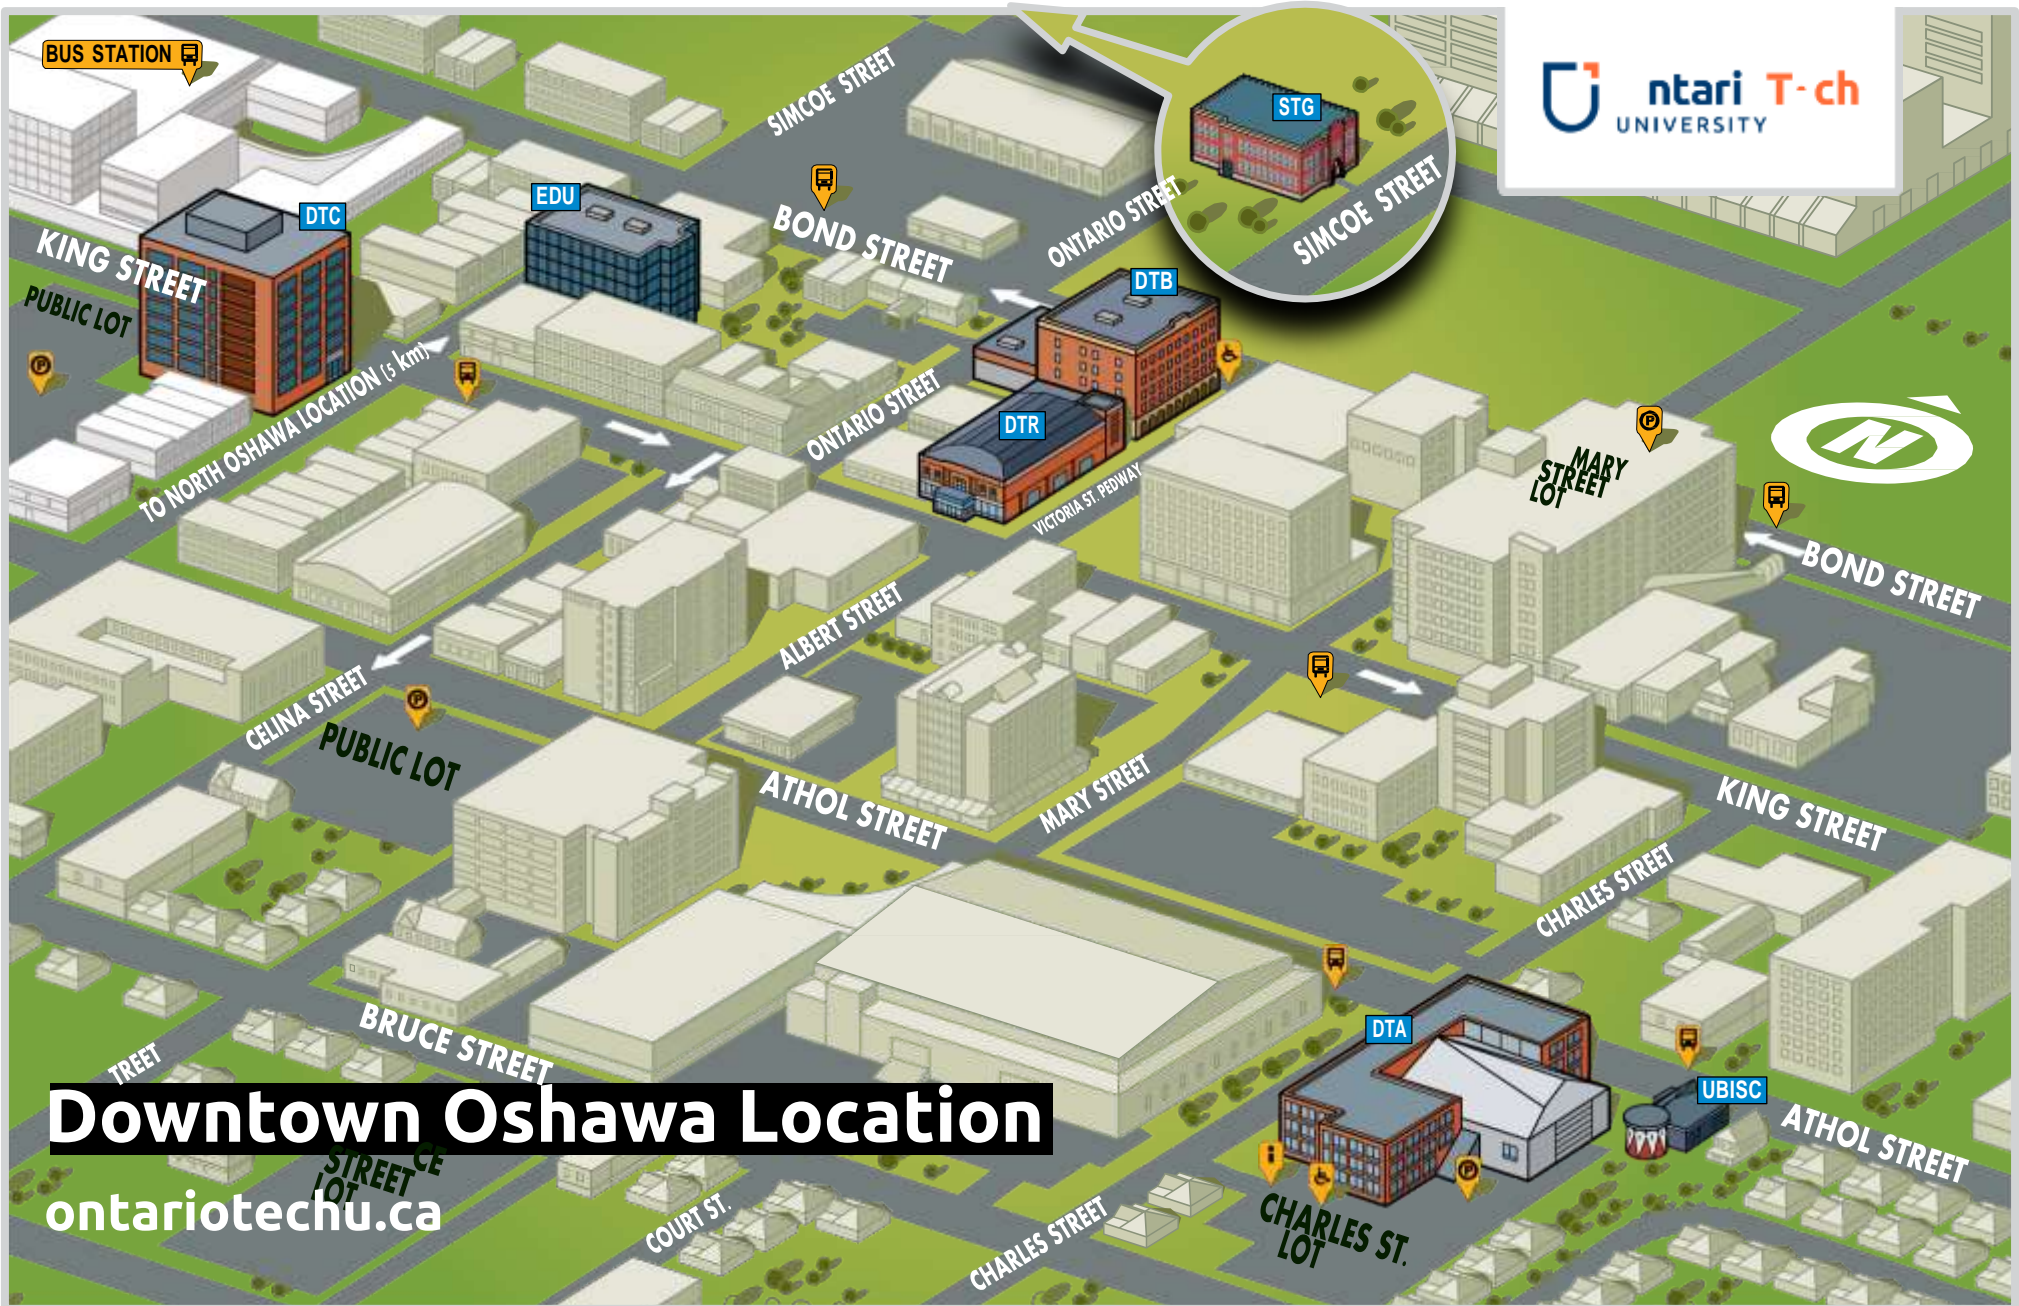 BUS STATION
SIMCOE STREET
STG
SIMCOE STREET
ntari T-ch
UNIVERSITY
EDU
DTC
KING STREET
PUBLIC LOT
P
BOND STREET
ONTARIO STREET
DTB
TO NORTH OSHAWA LOCATION (5 km)
ONTARIO STREET
DTR
VICTORIA ST. PEDWAY
P
MARY
STREET
LOT
N
BOND STREET
ALBERT STREET
CELINA STREET
P
PUBLIC LOT
ATHOL STREET
MARY STREET
KING STREET
CHARLES STREET
BRUCE STREET
TREET
DTA
UBISC
ATHOL STREET
Downtown Oshawa Location
CE
STREET
LOT
ontariotechu.ca
COURT ST.
CHARLES STREET
P
CHARLES ST.
LOT